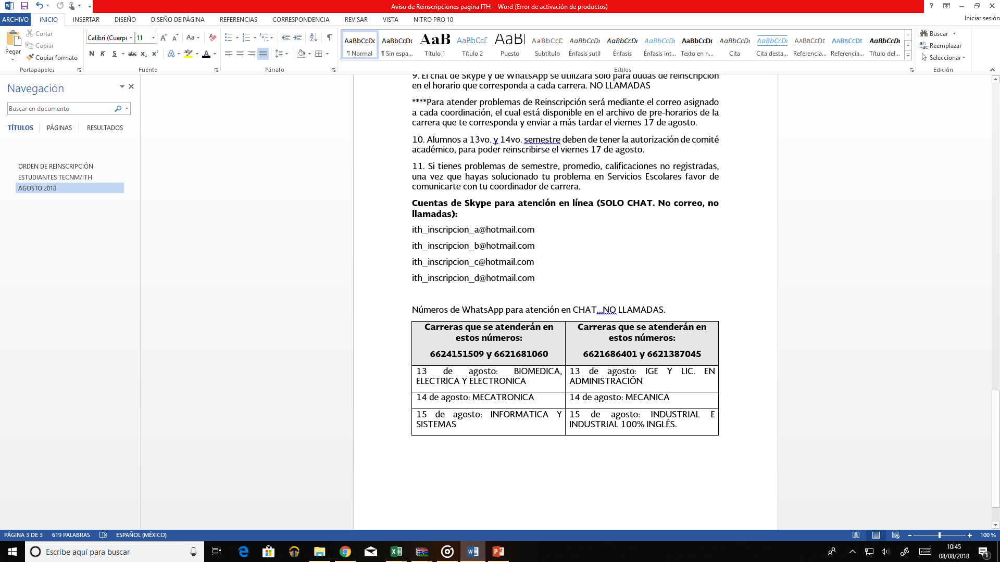 Aviso de Reinscripciones pagina ITH - Word (Error de activación de productos)
?
ARCHIVO INICIO INSERTAR DISEÑO DISEÑO DE PÁGINA REFERENCIAS CORRESPONDENCIA REVISAR VISTA NITRO PRO 10
Iniciar sesión
Pegar
Cortar
Copiar
Copiar formato
Portapapeles
Calibri (Cuerpo 11
Aa
N K S abc x₂ x²
Fuente
Párrafo
AaBbCcDc AaBbCcDc AaB AaBbCcD AaBl AaBbCcD AaBbCcDc AaBbCcDc AaBbCcDc AaBbCcDc AaBbCcDc AaBbCcDc AABBCCDE AABBCCDE AaBbCcDc
¶ Normal ¶ Sin espa... Título 1 Título 2 Puesto Subtítulo Énfasis sutil Énfasis Énfasis int... Texto en n... Cita Cita desta... Referencia... Referencia... Título del...
Estilos
Buscar
Reemplazar
Seleccionar
Edición
Navegación
Buscar en documento
TÍTULOS PÁGINAS RESULTADOS
ORDEN DE REINSCRIPCIÓN
ESTUDIANTES TECNM/ITH
AGOSTO 2018
9. El chat de Skype y de WhatsApp se utilizará solo para dudas de reinscripción
en el horario que corresponda a cada carrera. NO LLAMADAS
****Para atender problemas de Reinscripción será mediante el correo asignado
a cada coordinación, el cual está disponible en el archivo de pre-horarios de la
carrera que te corresponda y enviar a más tardar el viernes 17 de agosto.
10. Alumnos a 13vo. y 14vo. semestre deben de tener la autorización de comité
académico, para poder reinscribirse el viernes 17 de agosto.
11. Si tienes problemas de semestre, promedio, calificaciones no registradas,
una vez que hayas solucionado tu problema en Servicios Escolares favor de
comunicarte con tu coordinador de carrera.
Cuentas de Skype para atención en línea (SOLO CHAT. No correo, no
llamadas):
ith_inscripcion_a@hotmail.com
ith_inscripcion_b@hotmail.com
ith_inscripcion_c@hotmail.com
ith_inscripcion_d@hotmail.com
Números de WhatsApp para atención en CHAT,,,NO LLAMADAS.
Carreras que se atenderán en
estos números:
6624151509 y 6621681060
Carreras que se atenderán en
estos números:
6621686401 y 6621387045
13 de agosto: BIOMEDICA,
ELECTRICA Y ELECTRONICA
13 de agosto: IGE Y LIC. EN
ADMINISTRACIÓN
14 de agosto: MECATRONICA
14 de agosto: MECANICA
15 de agosto: INFORMATICA Y
SISTEMAS
15 de agosto: INDUSTRIAL E
INDUSTRIAL 100% INGLÉS.
PÁGINA 3 DE 3 619 PALABRAS ESPAÑOL (MÉXICO)
100 %
Escribe aquí para buscar
10:45
08/08/2018
1